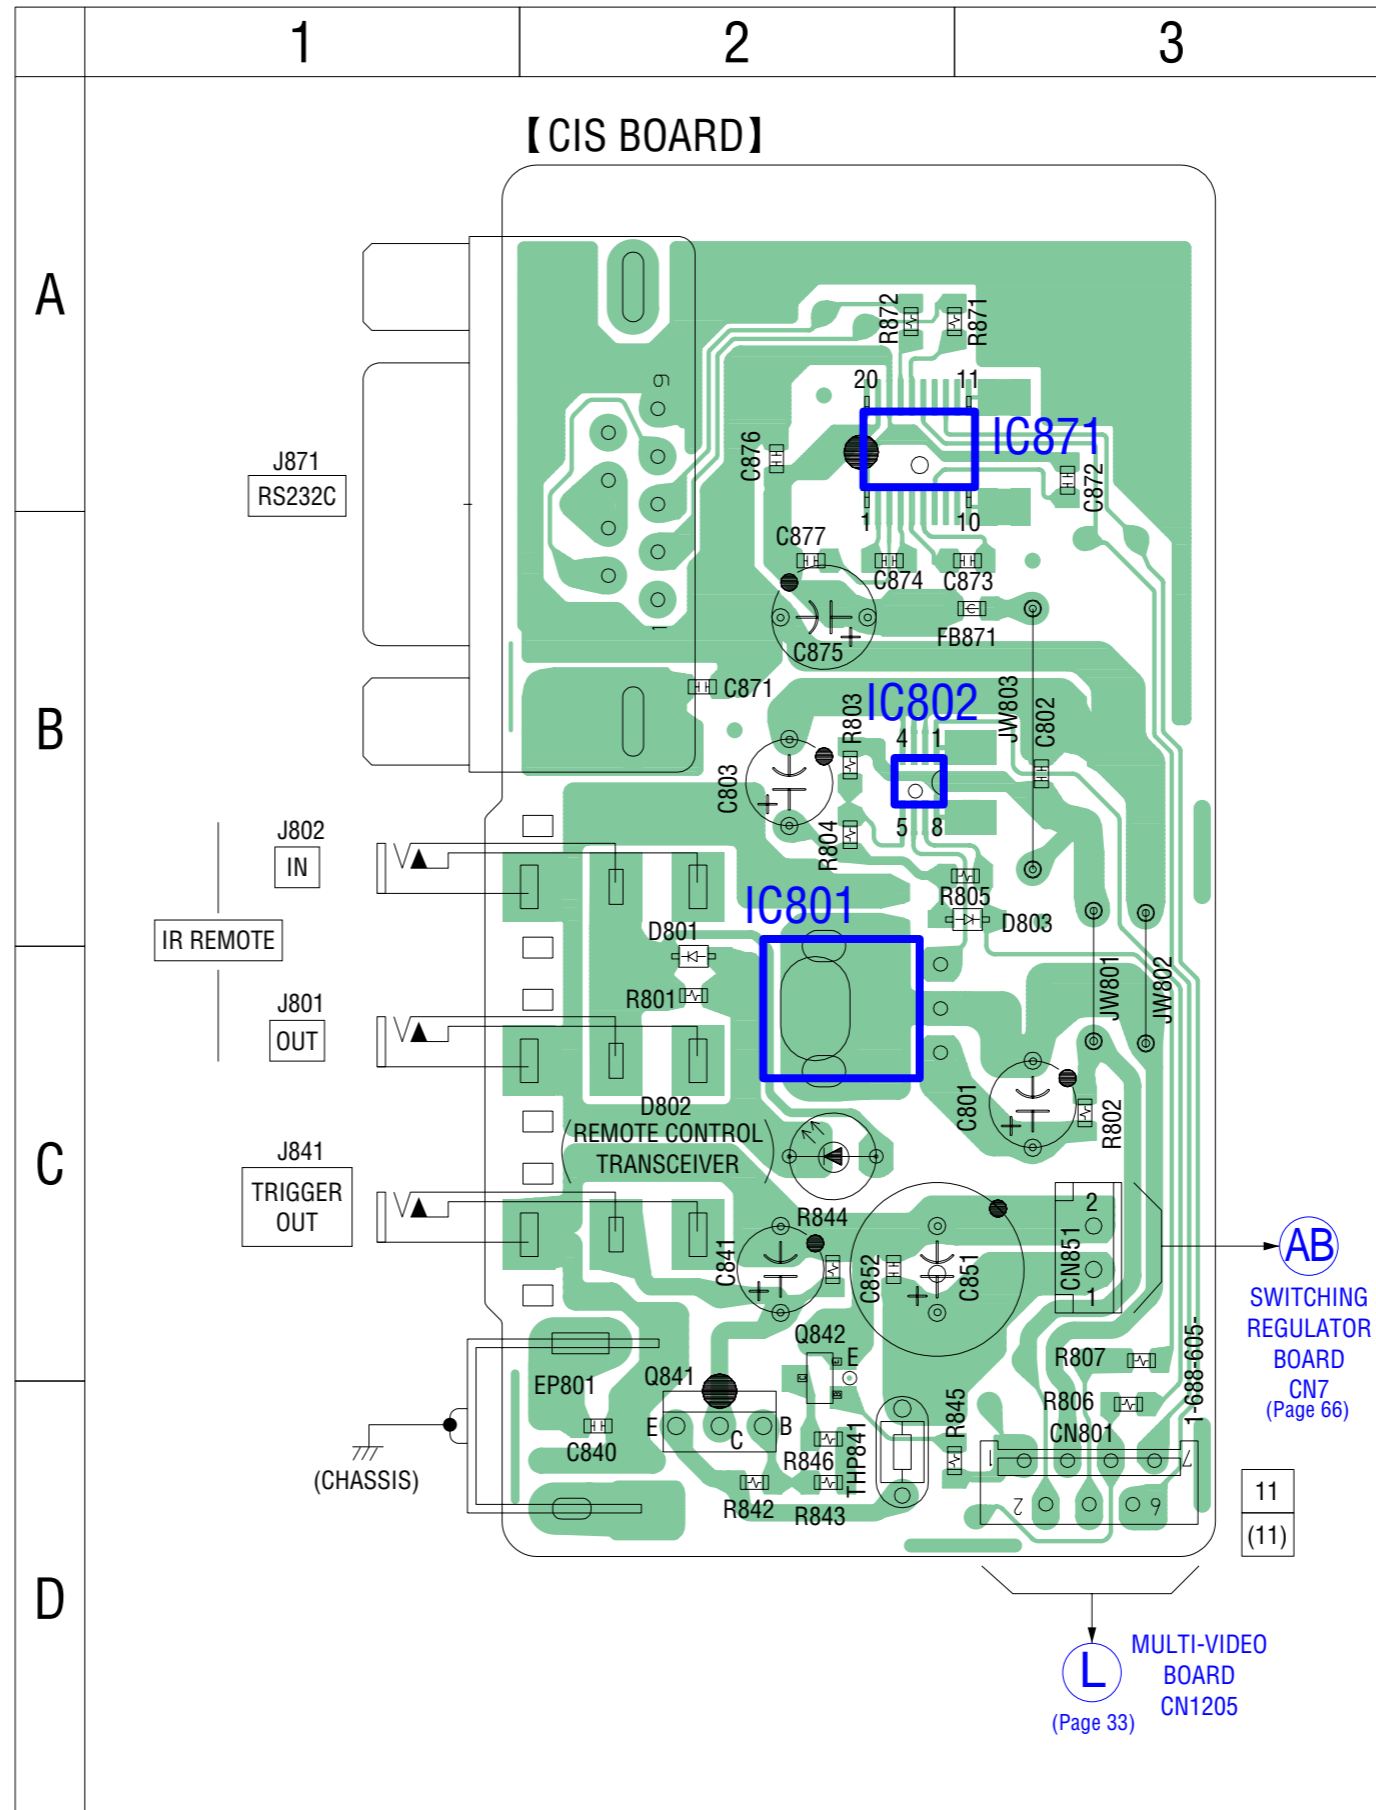 1 2 3
【CIS BOARD】
A
R872
R871
20 11
IC871
9
C876
C872
J871
RS232C
1 10
C877
C874 C873
1
FB871
C875
C871
B
IC802
R803
JW803
C802
4 1
C803
R804
5 8
J802
IN
R805
IC801
D801
D803
IR REMOTE
R801
JW801
JW802
J801
OUT
C801
R802
D802
(REMOTE CONTROL
TRANSCEIVER)
C
J841
TRIGGER
OUT
R844
C841
C852
C851
CN851
2
1
AB
SWITCHING
REGULATOR
BOARD
CN7
(Page 66)
Q842
E
R807
1-688-605-
EP801
Q841
R806
CN801
E C B
R845
C840
R846
THP841
(CHASSIS)
R842 R843
1 7
2 6
11
(11)
D
L
MULTI-VIDEO
BOARD
CN1205
(Page 33)